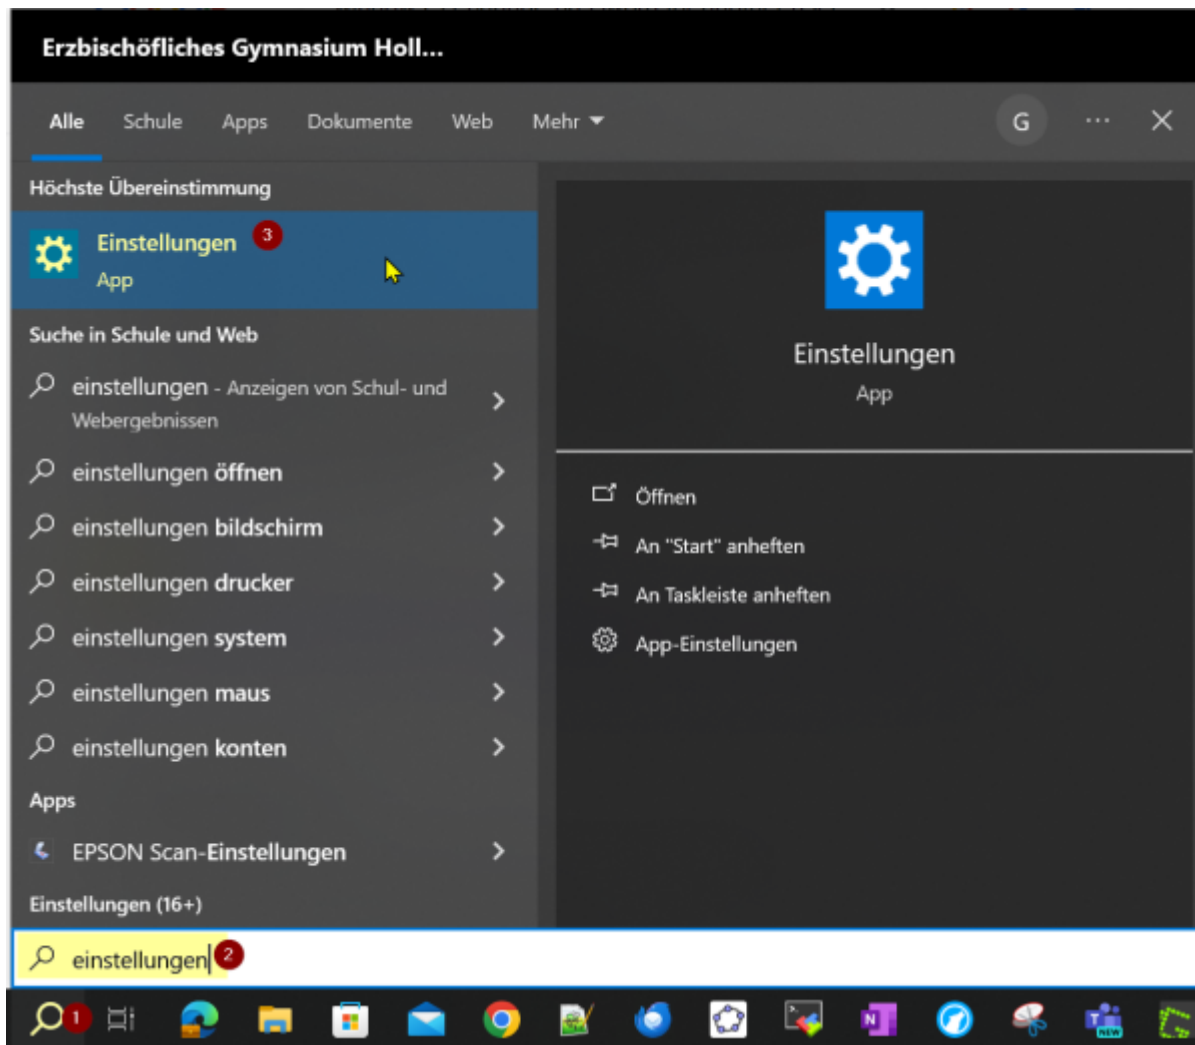 Erzbischöfliches Gymnasium Holl...
Alle Schule Apps Dokumente Web Mehr
G ...
Höchste Übereinstimmung
Einstellungen 3
App
Suche in Schule und Web
einstellungen - Anzeigen von Schul- und
Webergebnissen
einstellungen öffnen
einstellungen bildschirm
einstellungen drucker
einstellungen system
einstellungen maus
einstellungen konten
Apps
EPSON Scan-Einstellungen
Einstellungen (16+)
einstellungen 2
Einstellungen
App
Öffnen
An "Start" anheften
An Taskleiste anheften
App-Einstellungen
1
N
T
NEW